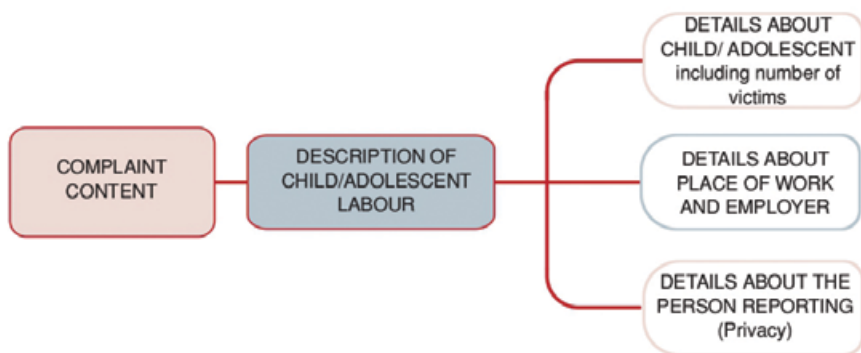 COMPLAINT
CONTENT
DESCRIPTION OF
CHILD/ADOLESCENT
LABOUR
DETAILS ABOUT
CHILD/ ADOLESCENT
including number of
victims
DETAILS ABOUT
PLACE OF WORK
AND EMPLOYER
DETAILS ABOUT THE
PERSON REPORTING
(Privacy)